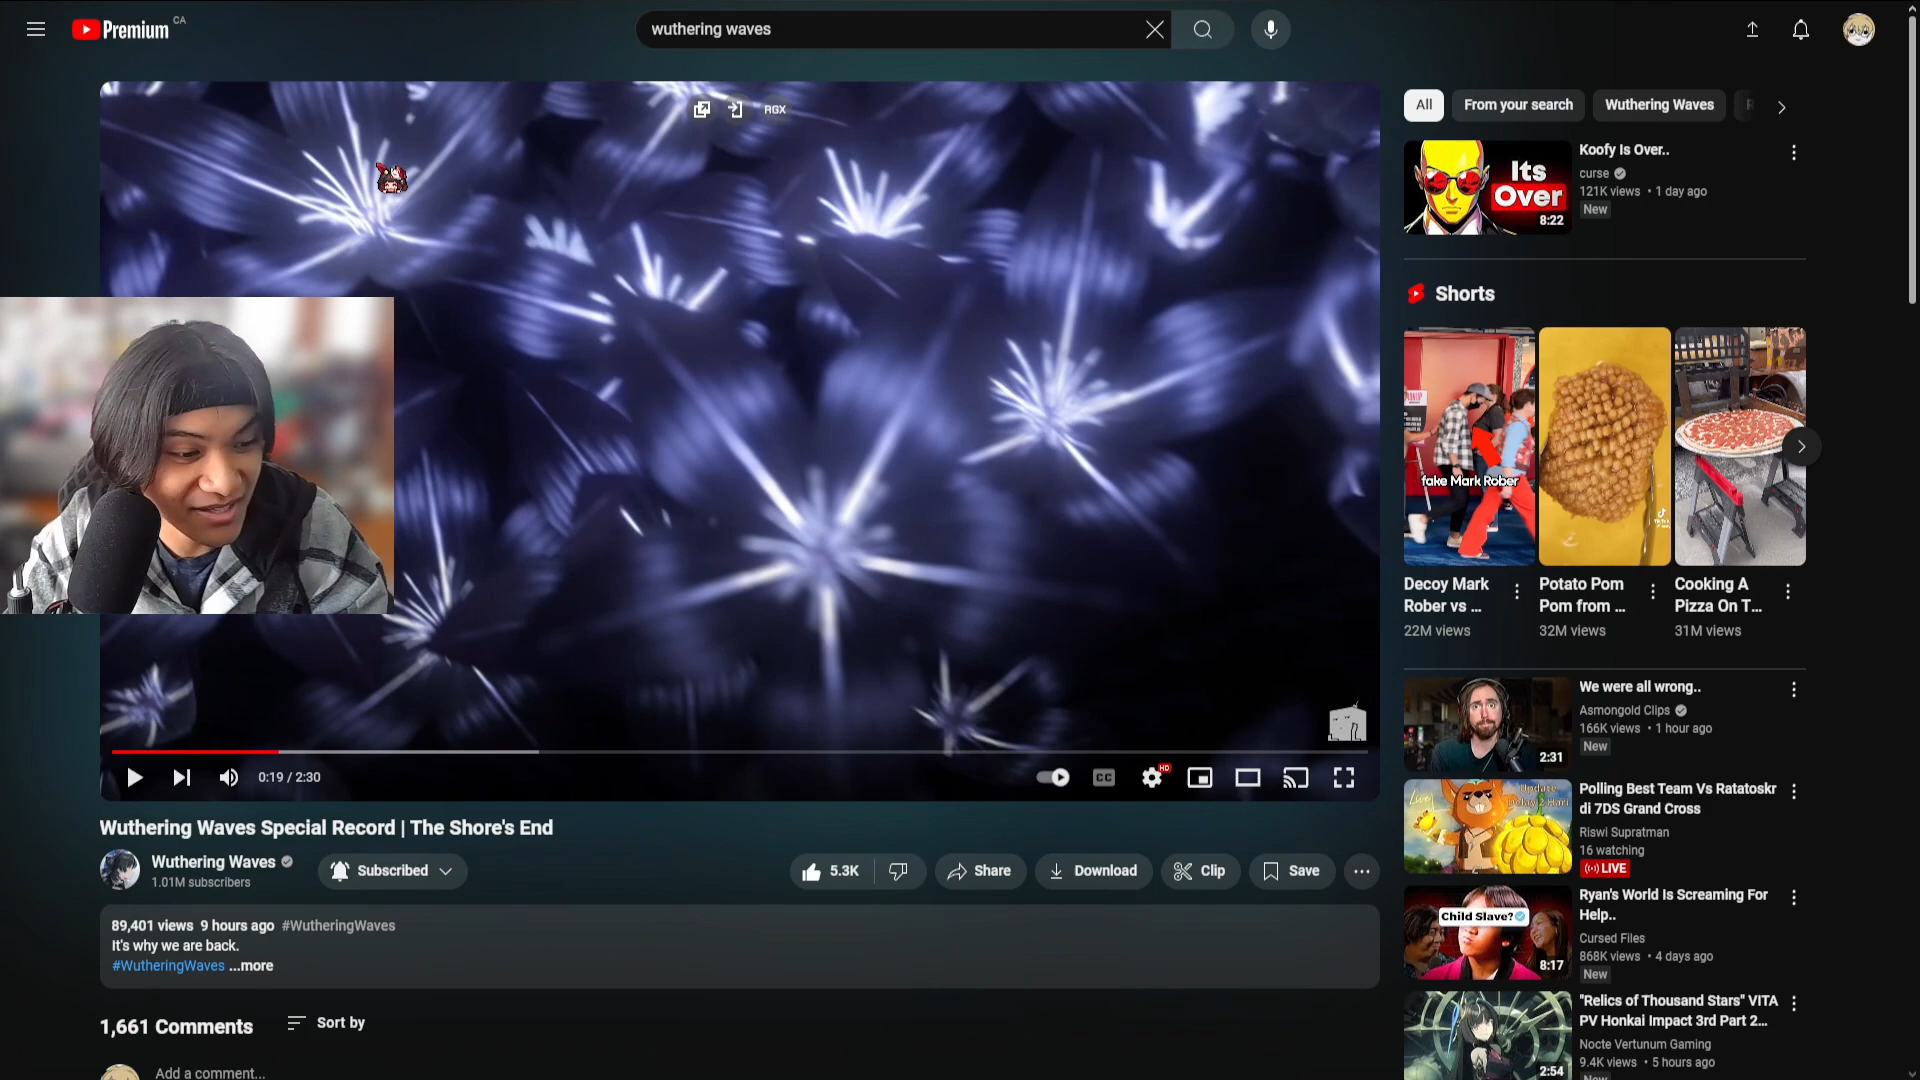 Premium CA
wuthering waves
RGX
0:19 / 2:30
CC
HD
Wuthering Waves Special Record | The Shore's End
Wuthering Waves
1.01M subscribers
Subscribed
5.3K
Share
Download
Clip
Save
89,401 views 9 hours ago #WutheringWaves
It's why we are back.
#WutheringWaves ...more
1,661 Comments
Sort by
Add a comment...
All
From your search
Wuthering Waves
Its
Over
8:22
Koofy Is Over..
curse
121K views • 1 day ago
New
Shorts
fake Mark Rober
Decoy Mark
Rober vs ...
22M views
Potato Pom
Pom from ...
32M views
Cooking A
Pizza On T...
31M views
2:31
We were all wrong..
Asmongold Clips
166K views • 1 hour ago
New
Polling Best Team Vs Ratatoskr
di 7DS Grand Cross
Riswi Supratman
16 watching
LIVE
Child Slave?
8:17
Ryan's World Is Screaming For
Help..
Cursed Files
868K views • 4 days ago
New
2:54
"Relics of Thousand Stars" VITA
PV Honkai Impact 3rd Part 2...
Nocte Vertunum Gaming
9.4K views • 5 hours ago
New